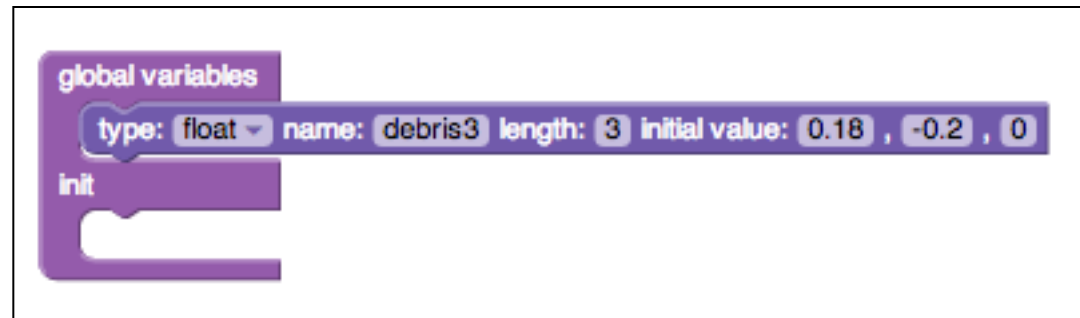 global variables
type: float name: debris3 length: 3 initial value: 0.18 , -0.2 , 0
init